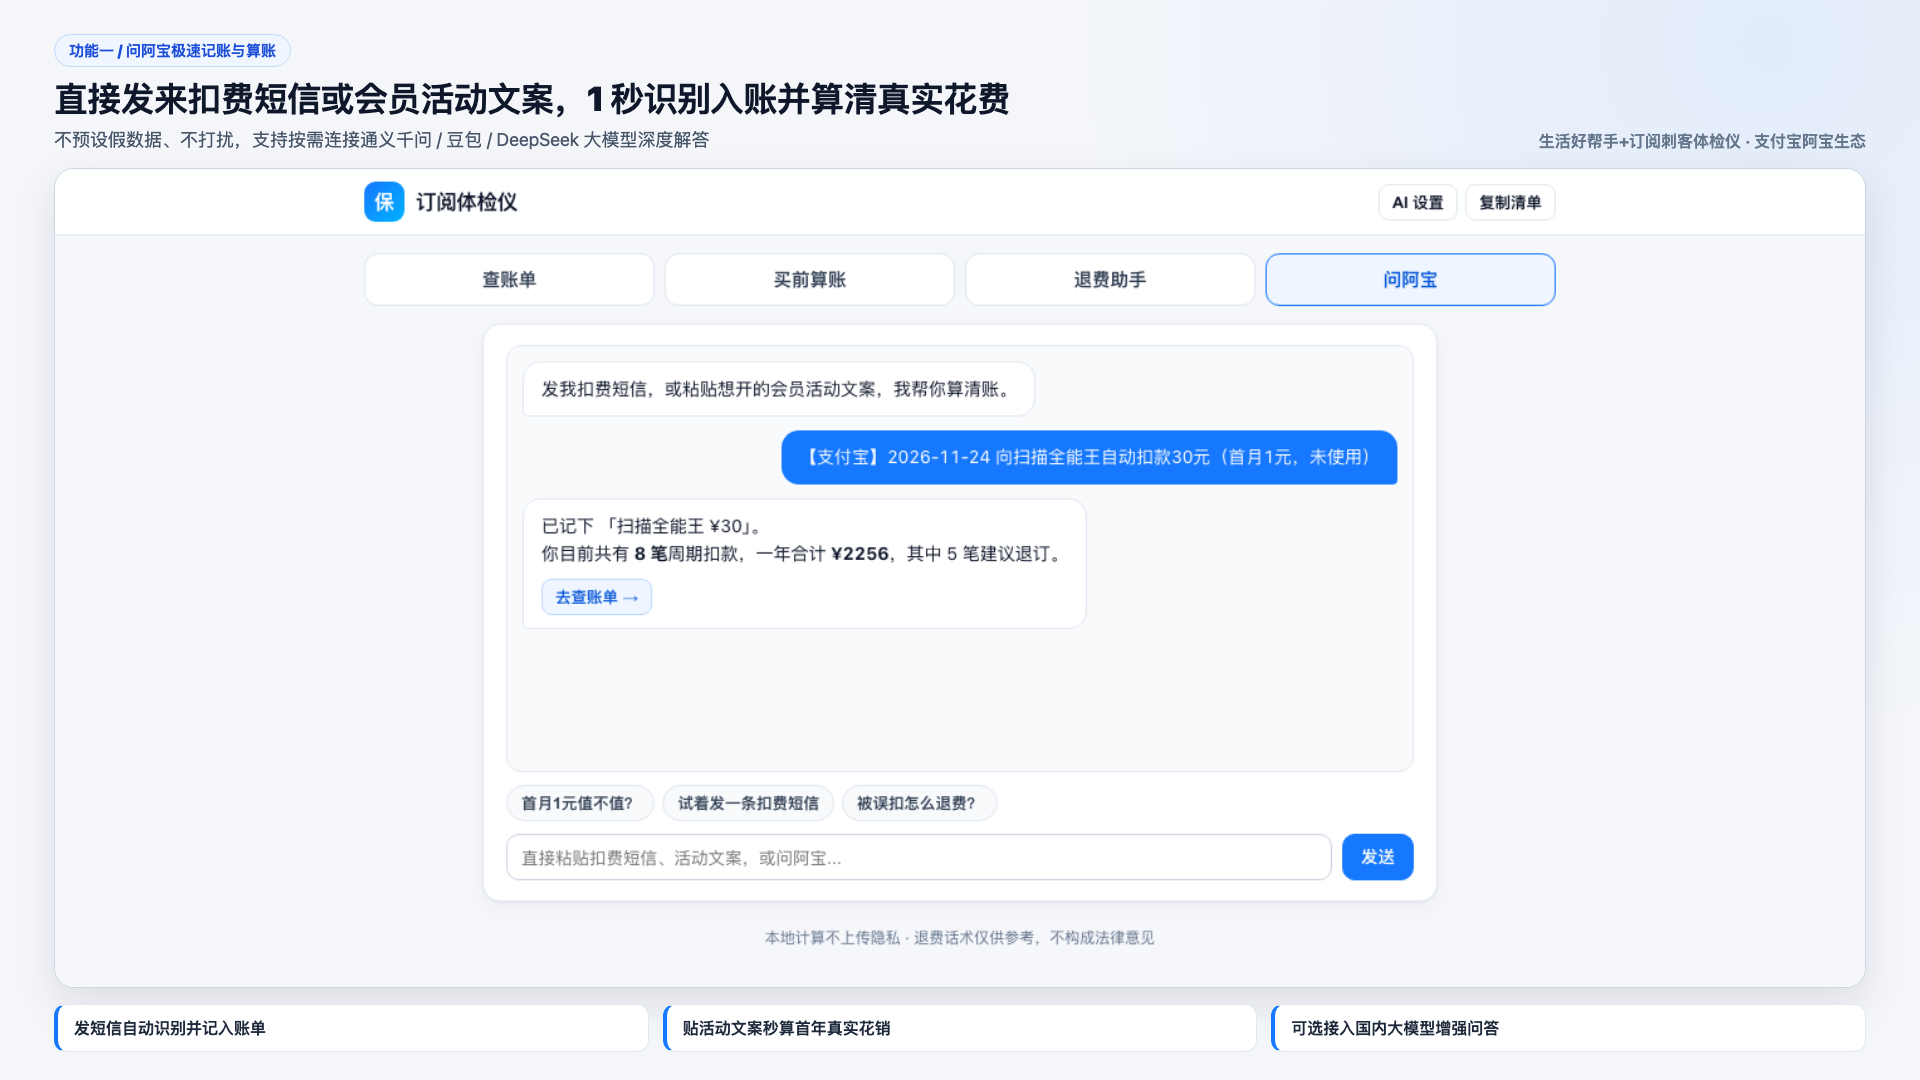 功能一 / 问阿宝极速记账与算账
直接发来扣费短信或会员活动文案，1 秒识别入账并算清真实花费
不预设假数据、不打扰，支持按需连接通义千问 / 豆包 / DeepSeek 大模型深度解答
生活好帮手+订阅刺客体检仪 · 支付宝阿宝生态
保 订阅体检仪
AI 设置 复制清单
查账单 买前算账 退费助手 问阿宝
发我扣费短信，或粘贴想开的会员活动文案，我帮你算清账。
【支付宝】2026-11-24 向扫描全能王自动扣款30元（首月1元，未使用）
已记下 「扫描全能王 ¥30」。
你目前共有 8 笔周期扣款，一年合计 ¥2256，其中 5 笔建议退订。
去查账单 →
首月1元值不值？ 试着发一条扣费短信 被误扣怎么退费？
直接粘贴扣费短信、活动文案，或问阿宝... 发送
本地计算不上传隐私 · 退费话术仅供参考，不构成法律意见
发短信自动识别并记入账单 贴活动文案秒算首年真实花销 可选接入国内大模型增强问答